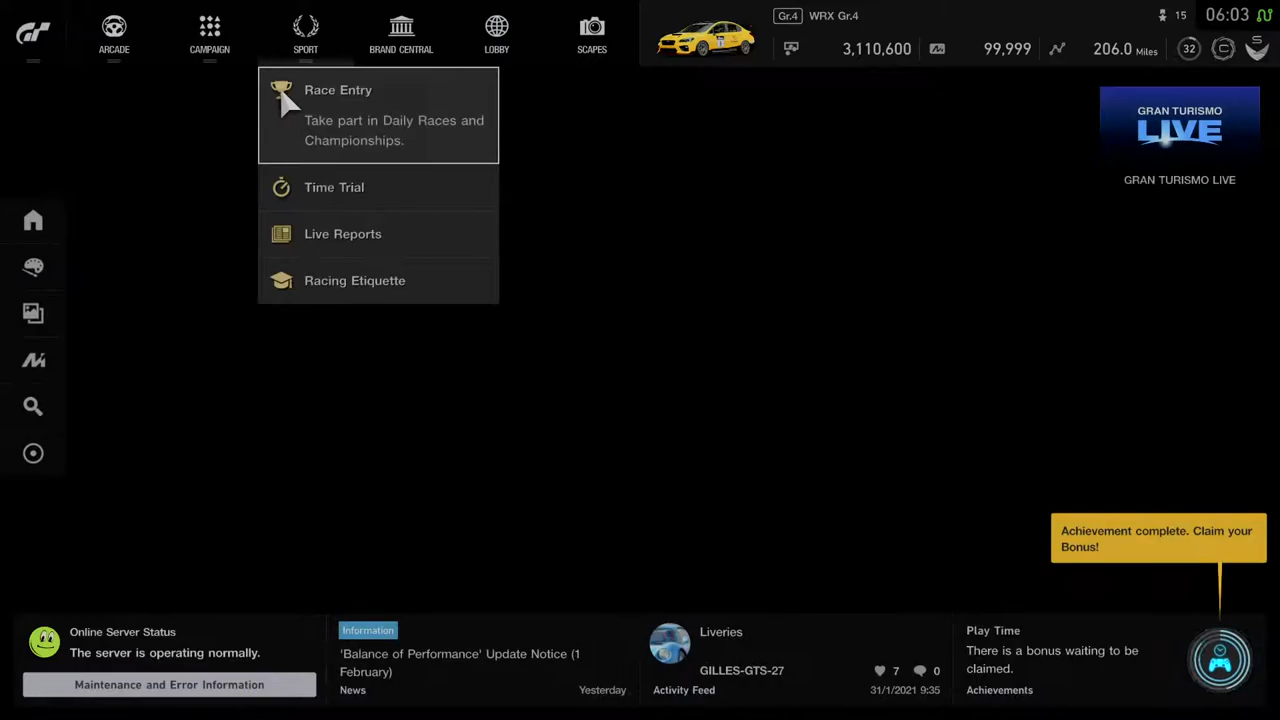 ARCADE
CAMPAIGN
SPORT
BRAND CENTRAL
LOBBY
SCAPES
Gr.4 WRX Gr.4
15
06:03
3,110,600
99,999
206.0 Miles
32
C
S
Race Entry
Take part in Daily Races and
Championships.
Time Trial
Live Reports
Racing Etiquette
GRAN TURISMO
LIVE
GRAN TURISMO LIVE
Achievement complete. Claim your
Bonus!
Online Server Status
The server is operating normally.
Maintenance and Error Information
Information
'Balance of Performance' Update Notice (1
February)
News
Yesterday
Liveries
GILLES-GTS-27
7
0
Activity Feed
31/1/2021 9:35
Play Time
There is a bonus waiting to be
claimed.
Achievements